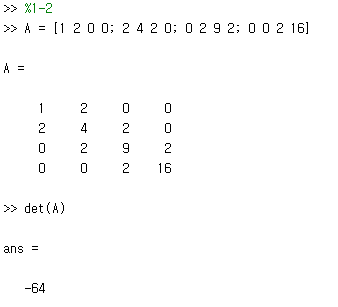 >> %1-2
>> A = [1 2 0 0; 2 4 2 0; 0 2 9 2; 0 0 2 16]
A =
1 2 0 0
2 4 2 0
0 2 9 2
0 0 2 16
>> det(A)
ans =
-64